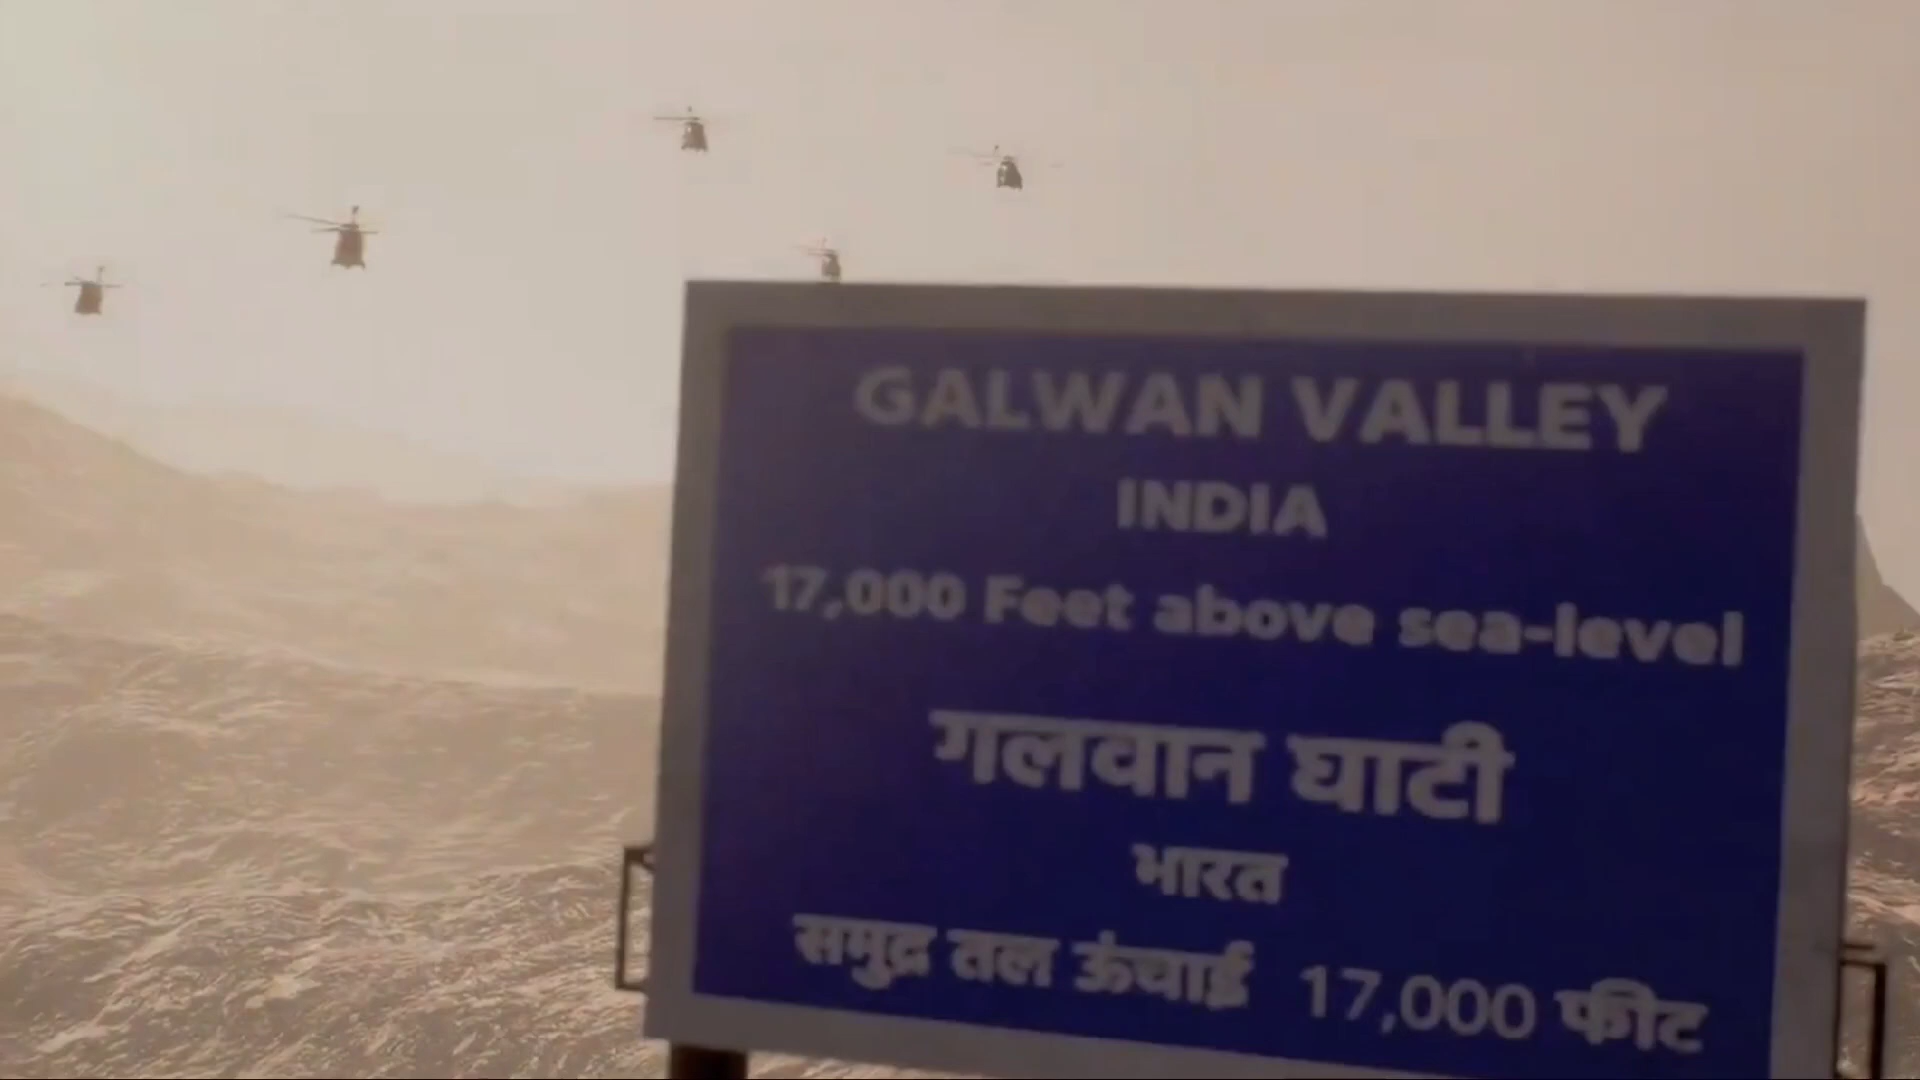 GALWAN VALLEY
INDIA
17,000 Feet above sea-level
गलवान घाटी
भारत
समुद्र तल ऊंचाई 17,000 फीट